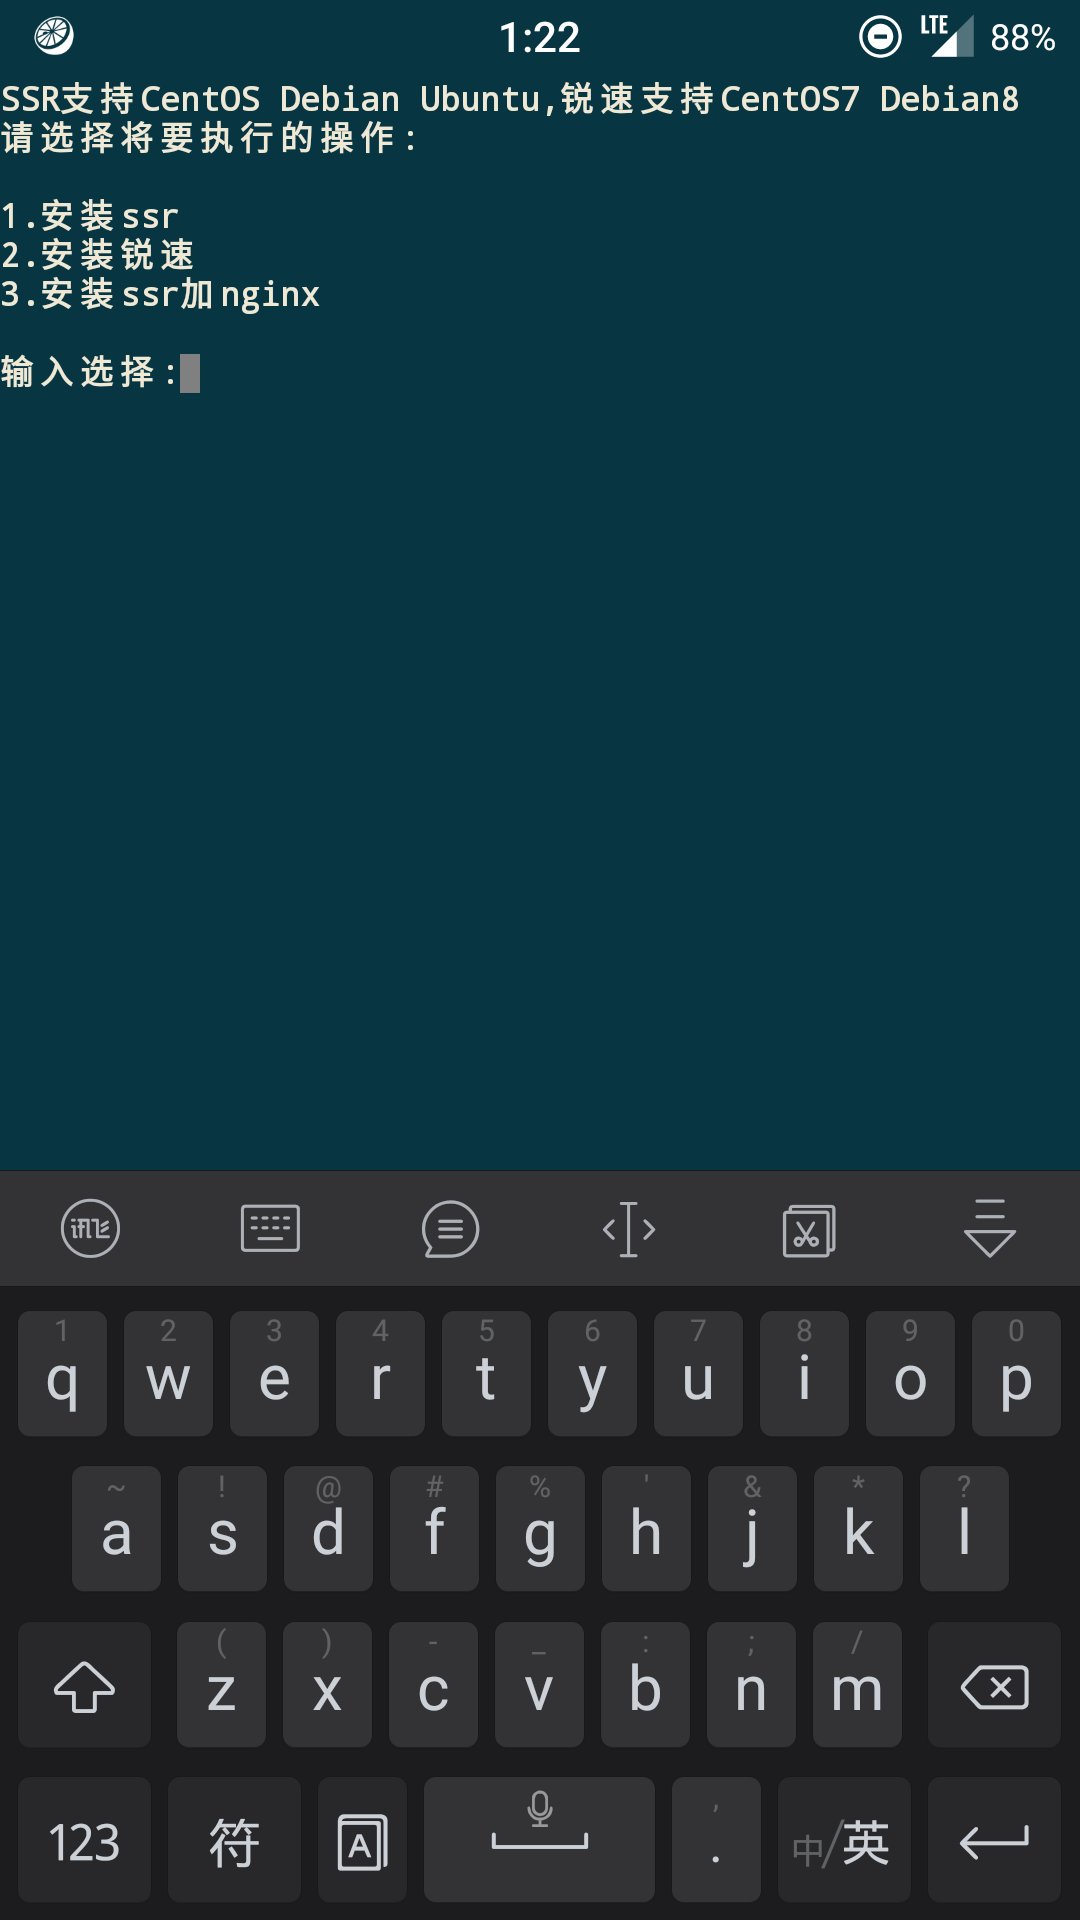 1:22
LTE
88%
SSR支持CentOS Debian Ubuntu,锐速支持CentOS7 Debian8
请选择将要执行的操作:
1.安装ssr
2.安装锐速
3.安装ssr加nginx
输入选择:
讯飞
1 2 3 4 5 6 7 8 9 0
q w e r t y u i o p
~ ! @ # % ' & * ?
a s d f g h j k l
( ) - _ : ; /
z x c v b n m
123 符 A , . 中/英